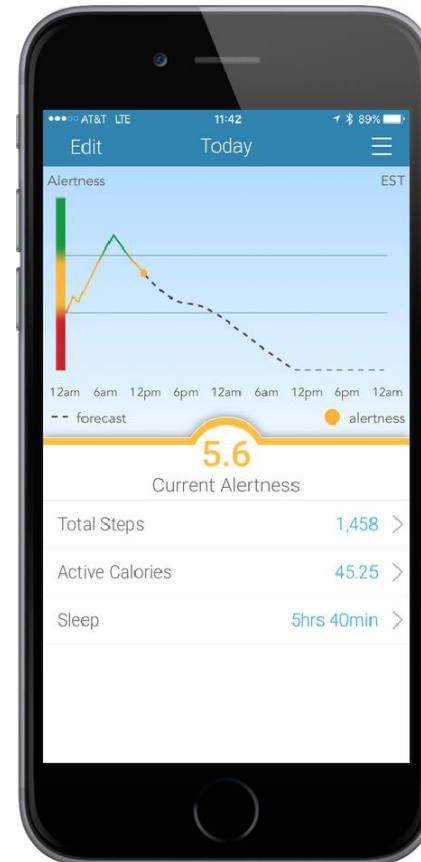 AT&T LTE 11:42 89%
Edit Today
Alertness EST
12am 6am 12pm 6pm 12am 6am 12pm 6pm 12am
-- forecast alertness
5.6
Current Alertness
Total Steps 1,458
Active Calories 45.25
Sleep 5hrs 40min